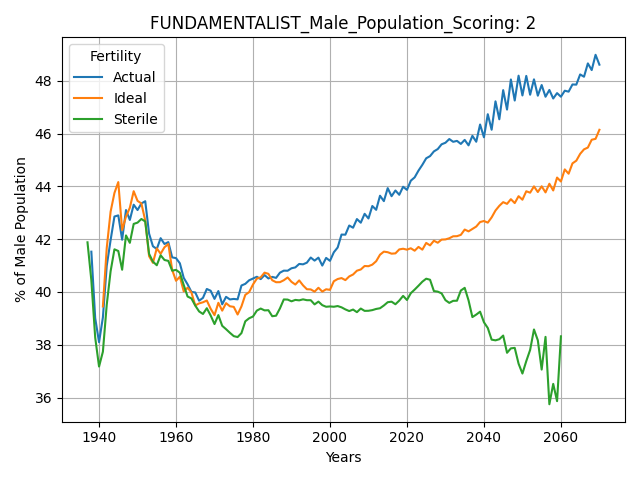 FUNDAMENTALIST_Male_Population_Scoring: 2
Fertility
Actual
Ideal
Sterile
% of Male Population
48
46
44
42
40
38
36
1940
1960
1980
2000
2020
2040
2060
Years